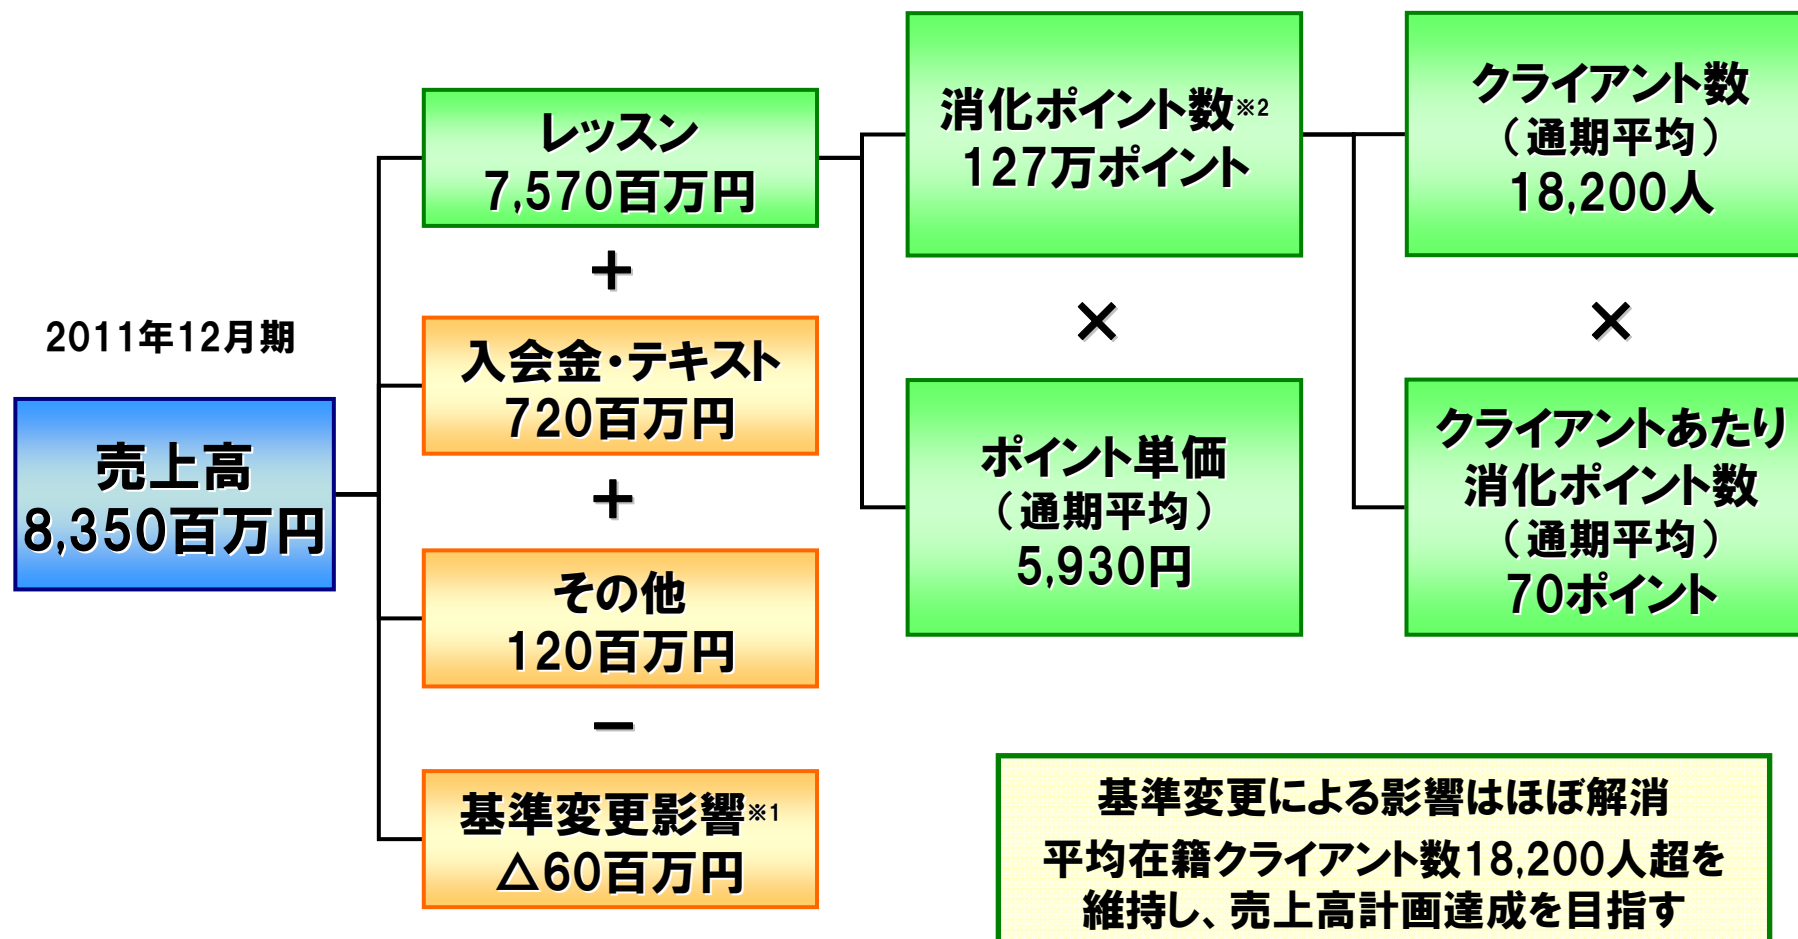 2011年12月期
売上高
8,350百万円
レッスン
7,570百万円
＋
入会金・テキスト
720百万円
＋
その他
120百万円
－
基準変更影響※1
△60百万円
消化ポイント数※2
127万ポイント
×
ポイント単価
（通期平均）
5,930円
クライアント数
（通期平均）
18,200人
×
クライアントあたり
消化ポイント数
（通期平均）
70ポイント
基準変更による影響はほぼ解消
平均在籍クライアント数18,200人超を
維持し、売上高計画達成を目指す